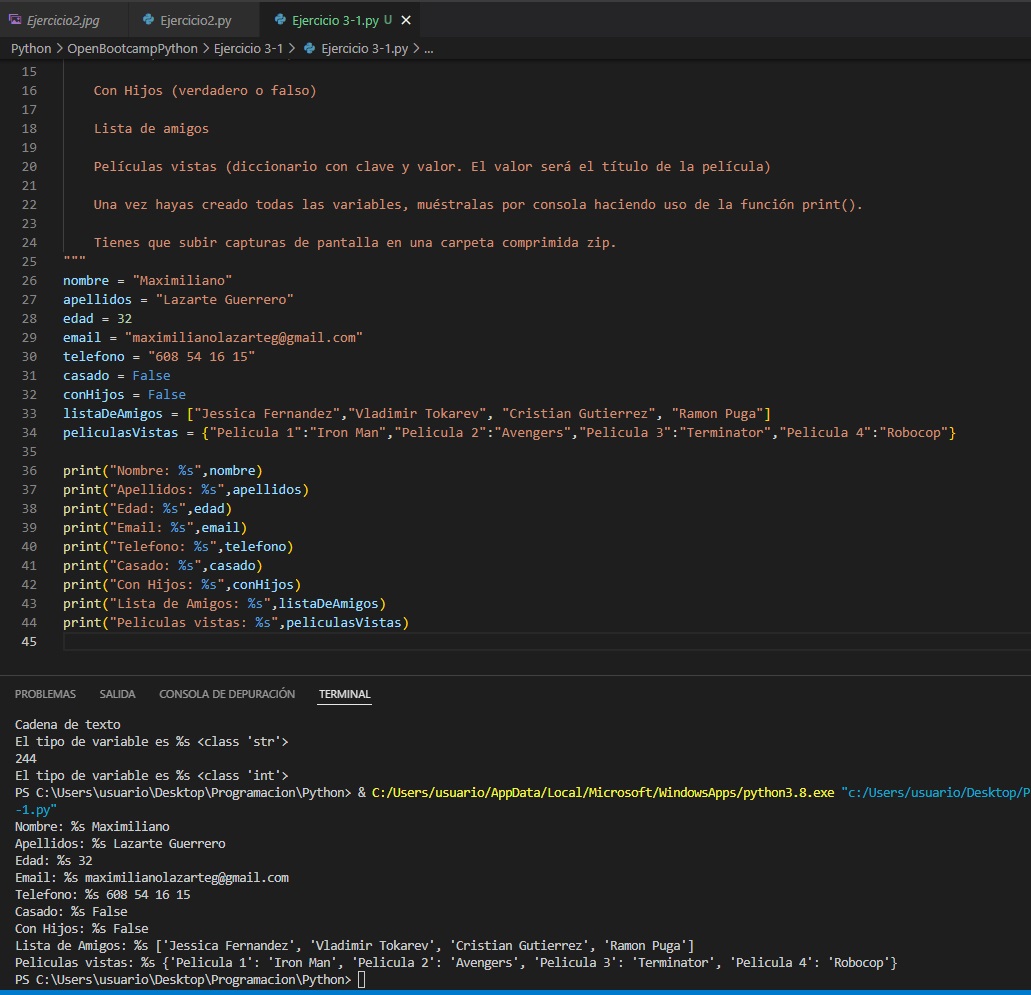 Ejercicio2.jpg Ejercicio2.py Ejercicio 3-1.py U
Python > OpenBootcampPython > Ejercicio 3-1 > Ejercicio 3-1.py > ...
15
16 Con Hijos (verdadero o falso)
17
18 Lista de amigos
19
20 Películas vistas (diccionario con clave y valor. El valor será el título de la película)
21
22 Una vez hayas creado todas las variables, muéstralas por consola haciendo uso de la función print().
23
24 Tienes que subir capturas de pantalla en una carpeta comprimida zip.
25 """
26 nombre = "Maximiliano"
27 apellidos = "Lazarte Guerrero"
28 edad = 32
29 email = "maximilianolazarteg@gmail.com"
30 telefono = "608 54 16 15"
31 casado = False
32 conHijos = False
33 listaDeAmigos = ["Jessica Fernandez","Vladimir Tokarev", "Cristian Gutierrez", "Ramon Puga"]
34 peliculasVistas = {"Pelicula 1":"Iron Man","Pelicula 2":"Avengers","Pelicula 3":"Terminator","Pelicula 4":"Robocop"}
35
36 print("Nombre: %s",nombre)
37 print("Apellidos: %s",apellidos)
38 print("Edad: %s",edad)
39 print("Email: %s",email)
40 print("Telefono: %s",telefono)
41 print("Casado: %s",casado)
42 print("Con Hijos: %s",conHijos)
43 print("Lista de Amigos: %s",listaDeAmigos)
44 print("Peliculas vistas: %s",peliculasVistas)
45
PROBLEMAS SALIDA CONSOLA DE DEPURACIÓN TERMINAL
Cadena de texto
El tipo de variable es %s <class 'str'>
244
El tipo de variable es %s <class 'int'>
PS C:\Users\usuario\Desktop\Programacion\Python> & C:/Users/usuario/AppData/Local/Microsoft/WindowsApps/python3.8.exe "c:/Users/usuario/Desktop/P
-1.py"
Nombre: %s Maximiliano
Apellidos: %s Lazarte Guerrero
Edad: %s 32
Email: %s maximilianolazarteg@gmail.com
Telefono: %s 608 54 16 15
Casado: %s False
Con Hijos: %s False
Lista de Amigos: %s ['Jessica Fernandez', 'Vladimir Tokarev', 'Cristian Gutierrez', 'Ramon Puga']
Peliculas vistas: %s {'Pelicula 1': 'Iron Man', 'Pelicula 2': 'Avengers', 'Pelicula 3': 'Terminator', 'Pelicula 4': 'Robocop'}
PS C:\Users\usuario\Desktop\Programacion\Python>